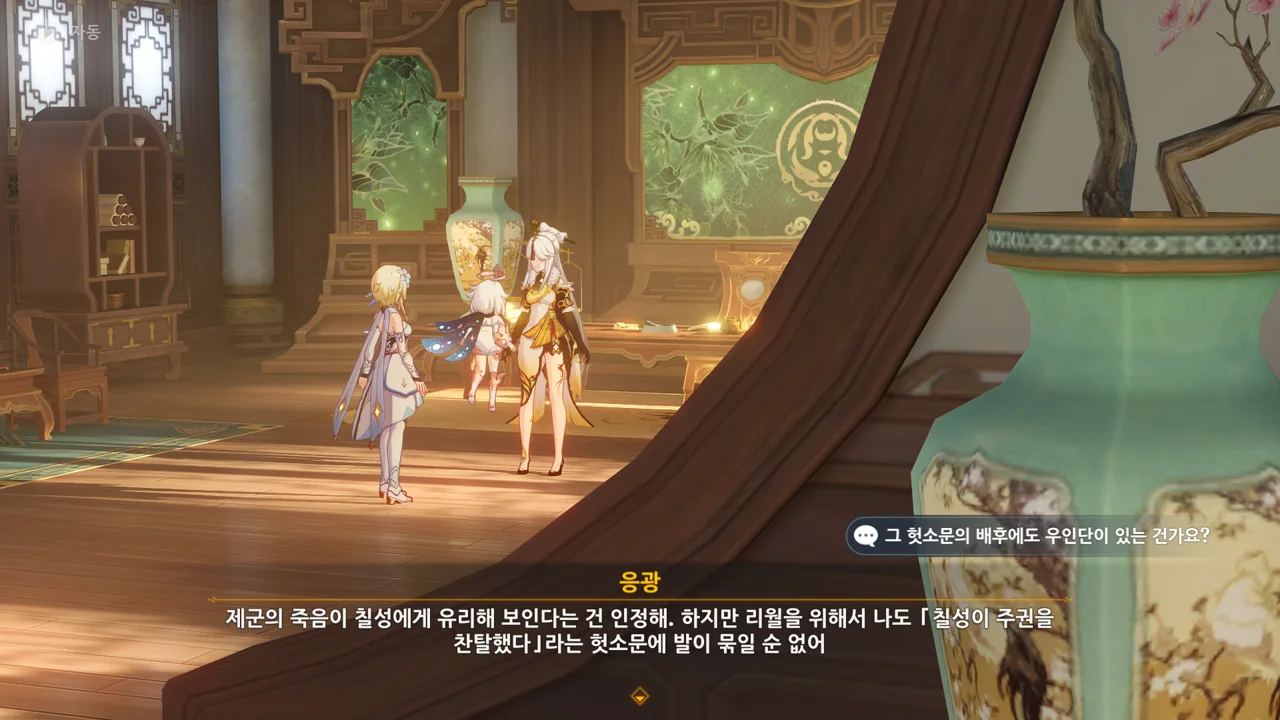 자동
그 헛소문의 배후에도 우인단이 있는 건가요?
응광
제군의 죽음이 칠성에게 유리해 보인다는 건 인정해. 하지만 리월을 위해서 나도 「칠성이 주권을
찬탈했다」라는 헛소문에 발이 묶일 순 없어